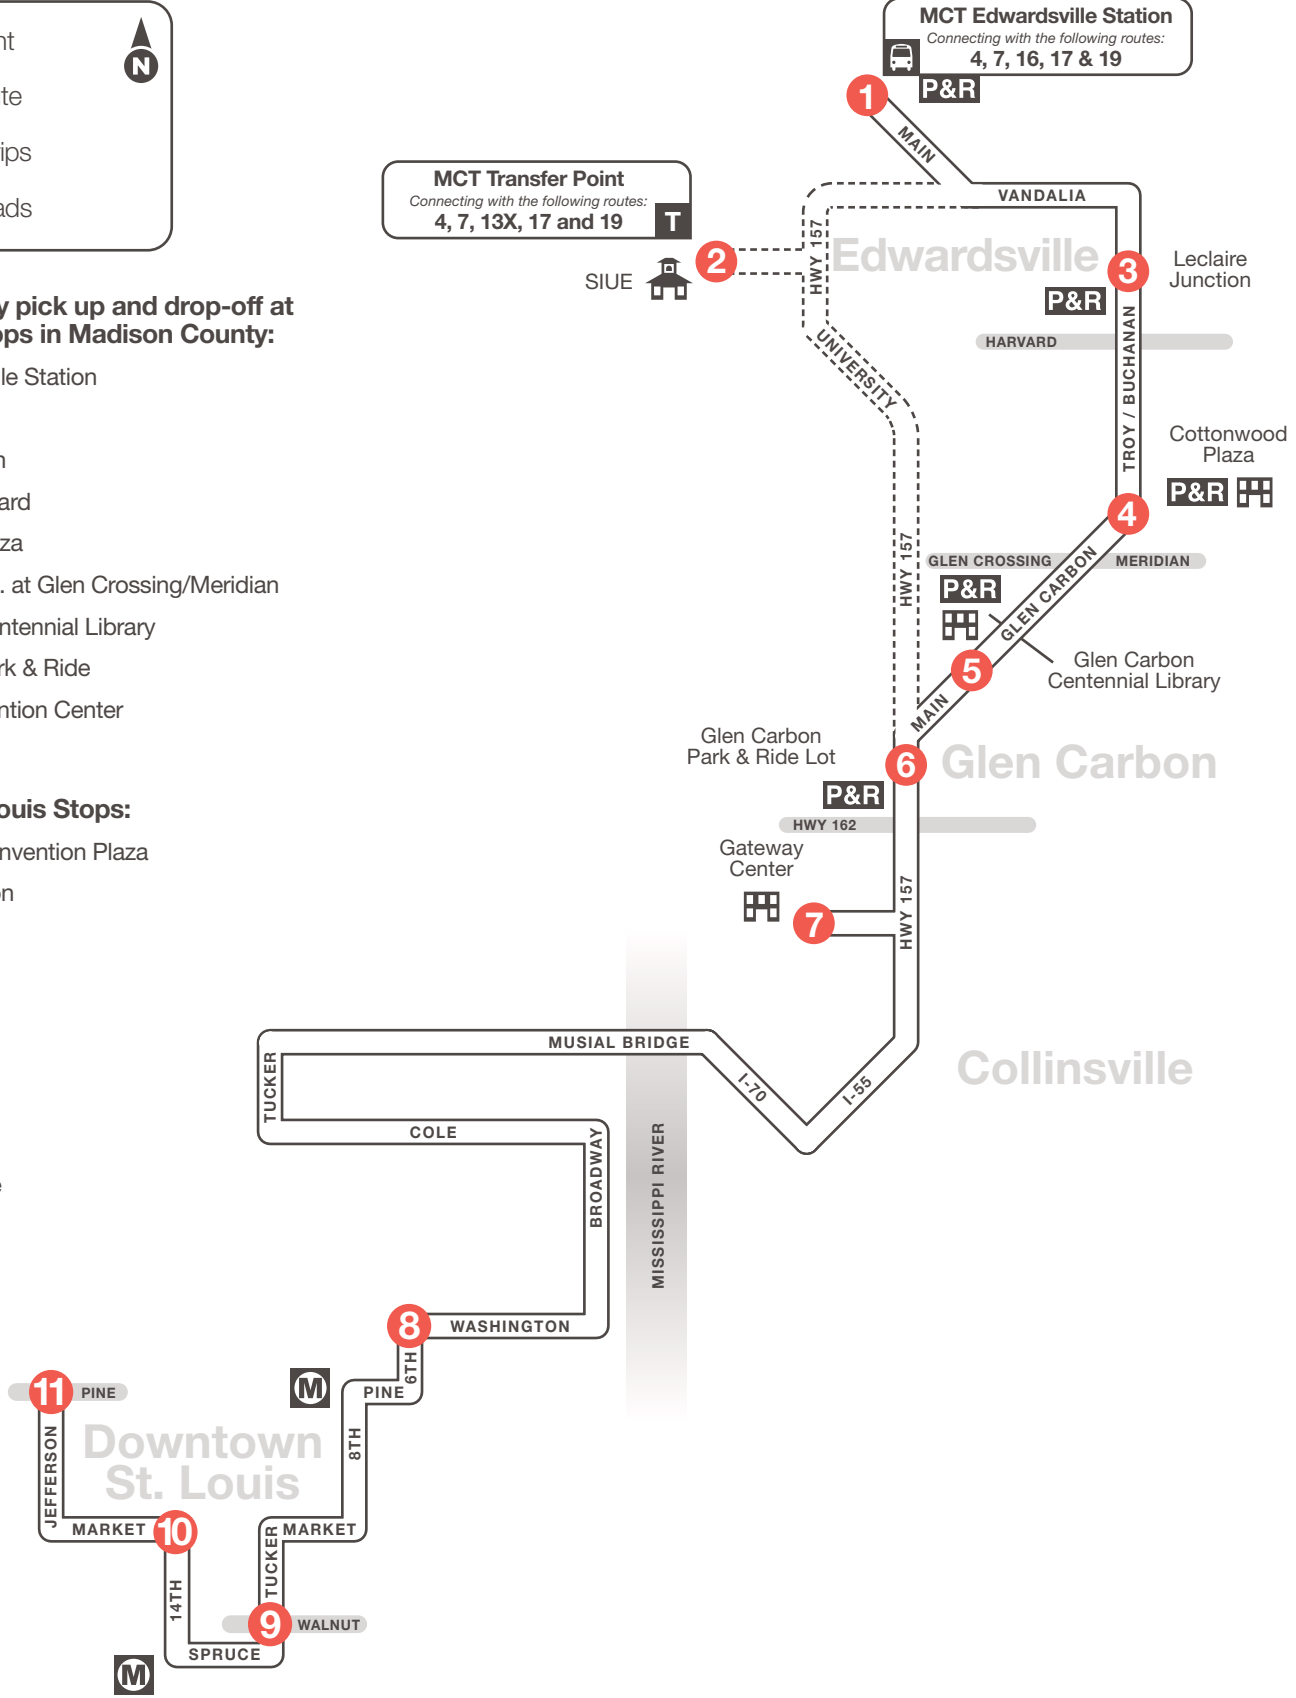 nt
N
te
ips
ads
MCT Edwardsville Station
Connecting with the following routes:
4, 7, 16, 17 & 19
P&R
1
MAIN
VANDALIA
MCT Transfer Point
Connecting with the following routes:
4, 7, 13X, 17 and 19
T
2
SIUE
HWY 157
Edwardsville
3
Leclaire
Junction
P&R
HARVARD
UNIVERSITY
TROY / BUCHANAN
y pick up and drop-off at
ops in Madison County:
le Station
n
ard
za
. at Glen Crossing/Meridian
ntennial Library
rk & Ride
ntion Center
ouis Stops:
nvention Plaza
on
e
Cottonwood
Plaza
P&R
4
HWY 157
GLEN CROSSING
MERIDIAN
P&R
GLEN CARBON
5
Glen Carbon
Centennial Library
MAIN
Glen Carbon
Park & Ride Lot
6
Glen Carbon
P&R
HWY 162
Gateway
Center
7
HWY 157
MUSIAL BRIDGE
Collinsville
I-70
I-55
TUCKER
COLE
BROADWAY
MISSISSIPPI RIVER
8
WASHINGTON
6TH
M
PINE
11
PINE
8TH
Downtown
St. Louis
JEFFERSON
MARKET
10
TUCKER
MARKET
14TH
9
WALNUT
SPRUCE
M